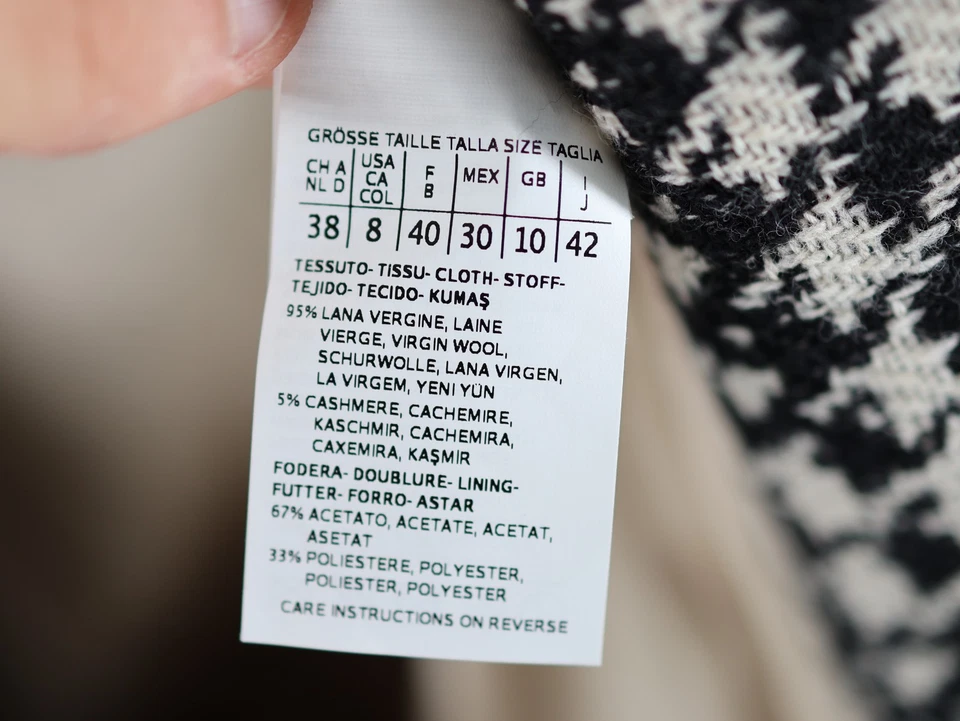 GRÖSSE TAILLE TALLA SIZE TAGLIA
CH A NL D | USA CA COL | F B | MEX | GB | I J
38 | 8 | 40 | 30 | 10 | 42
TESSUTO- TISSU- CLOTH- STOFF-
TEJIDO- TECIDO- KUMAŞ
95% LANA VERGINE, LAINE
VIERGE, VIRGIN WOOL,
SCHURWOLLE, LANA VIRGEN,
LA VIRGEM, YENI YÜN
5% CASHMERE, CACHEMIRE,
KASCHMIR, CACHEMIRA,
CAXEMIRA, KAŞMİR
FODERA- DOUBLURE- LINING-
FUTTER- FORRO- ASTAR
67% ACETATO, ACETATE, ACETAT,
ASETAT
33% POLIESTERE, POLYESTER,
POLIESTER, POLYESTER
CARE INSTRUCTIONS ON REVERSE